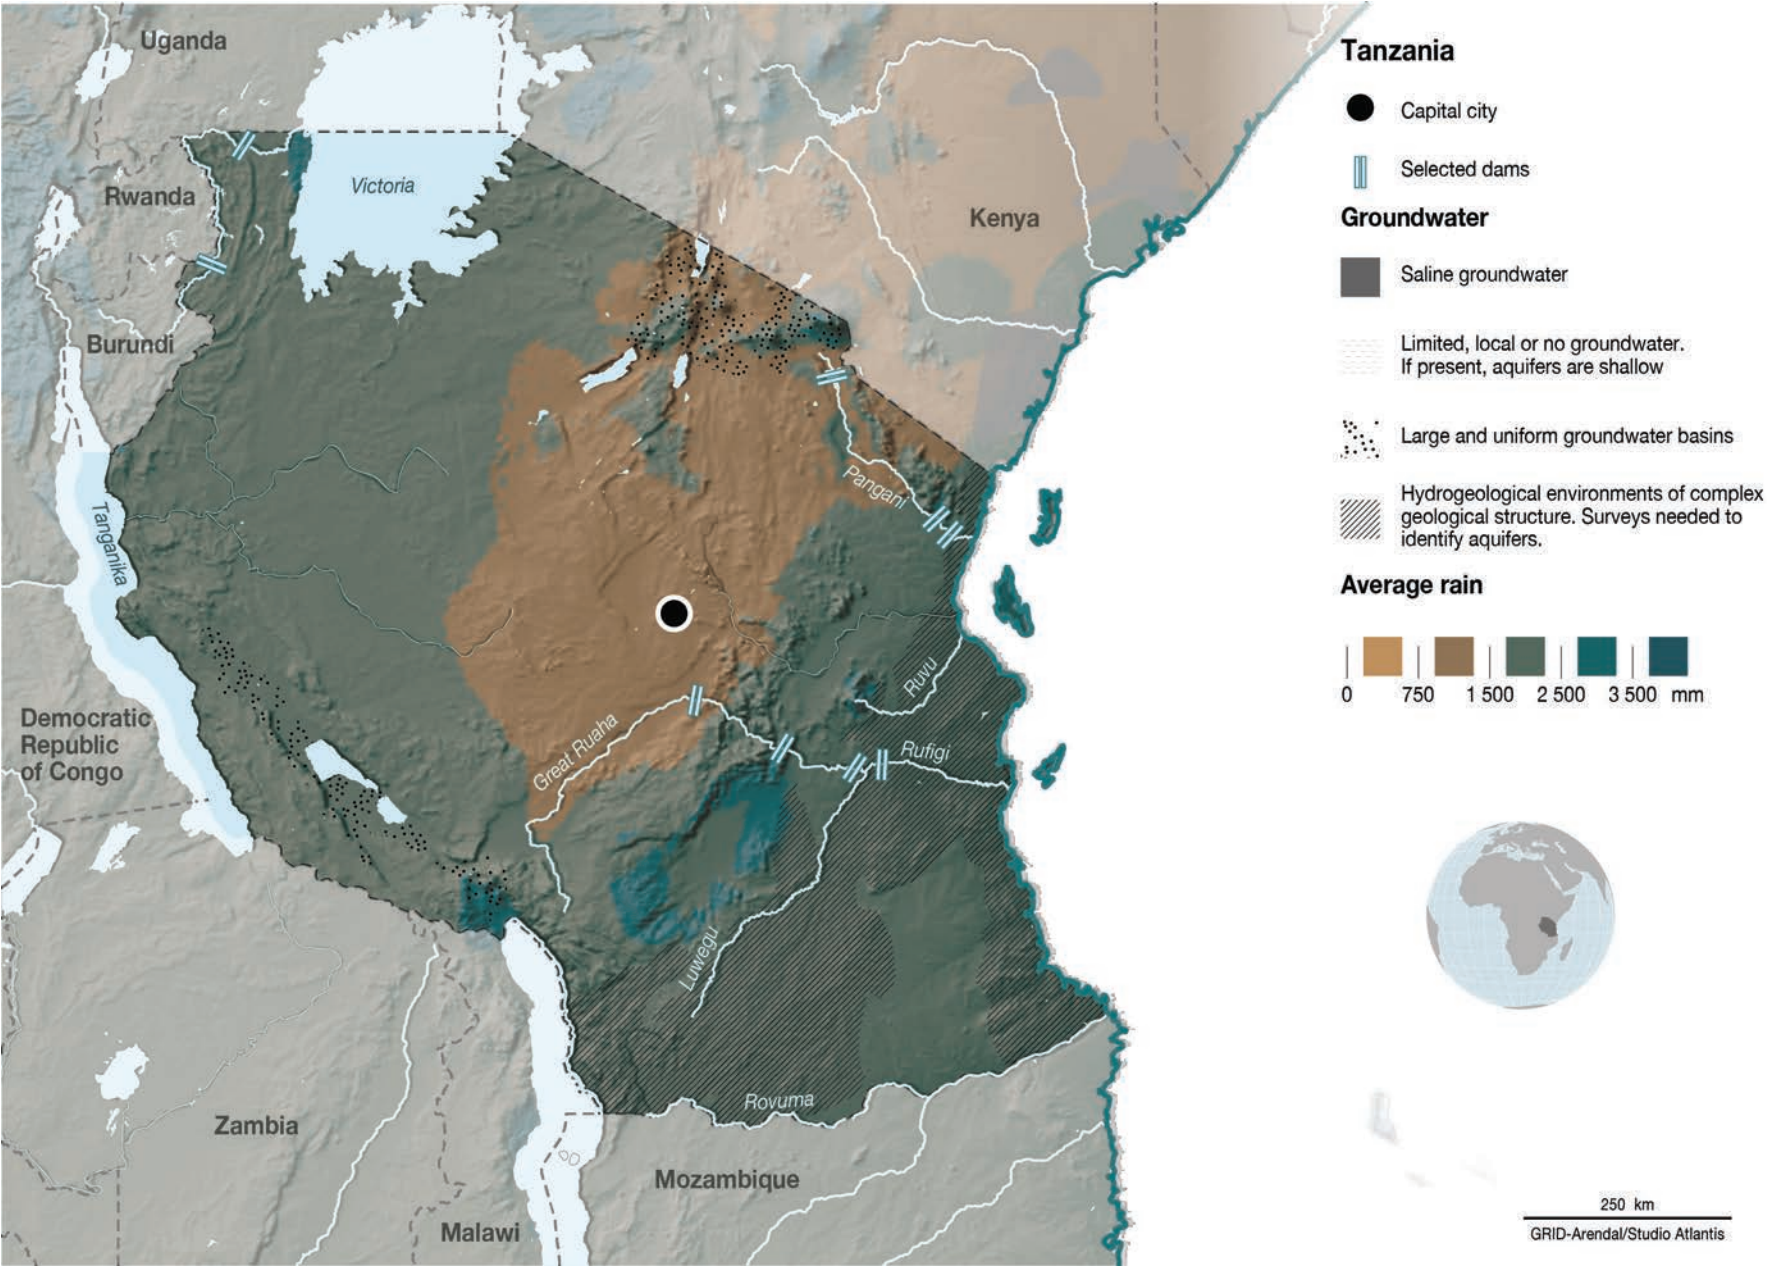 Uganda
Victoria
Rwanda
Kenya
Burundi
Pangani
Tanganika
Ruvu
Great Ruaha
Rufigi
Democratic
Republic
of Congo
Luwegu
Rovuma
Zambia
Mozambique
Malawi
Tanzania
Capital city
Selected dams
Groundwater
Saline groundwater
Limited, local or no groundwater.
If present, aquifers are shallow
Large and uniform groundwater basins
Hydrogeological environments of complex
geological structure. Surveys needed to
identify aquifers.
Average rain
0 750 1 500 2 500 3 500 mm
250 km
GRID-Arendal/Studio Atlantis